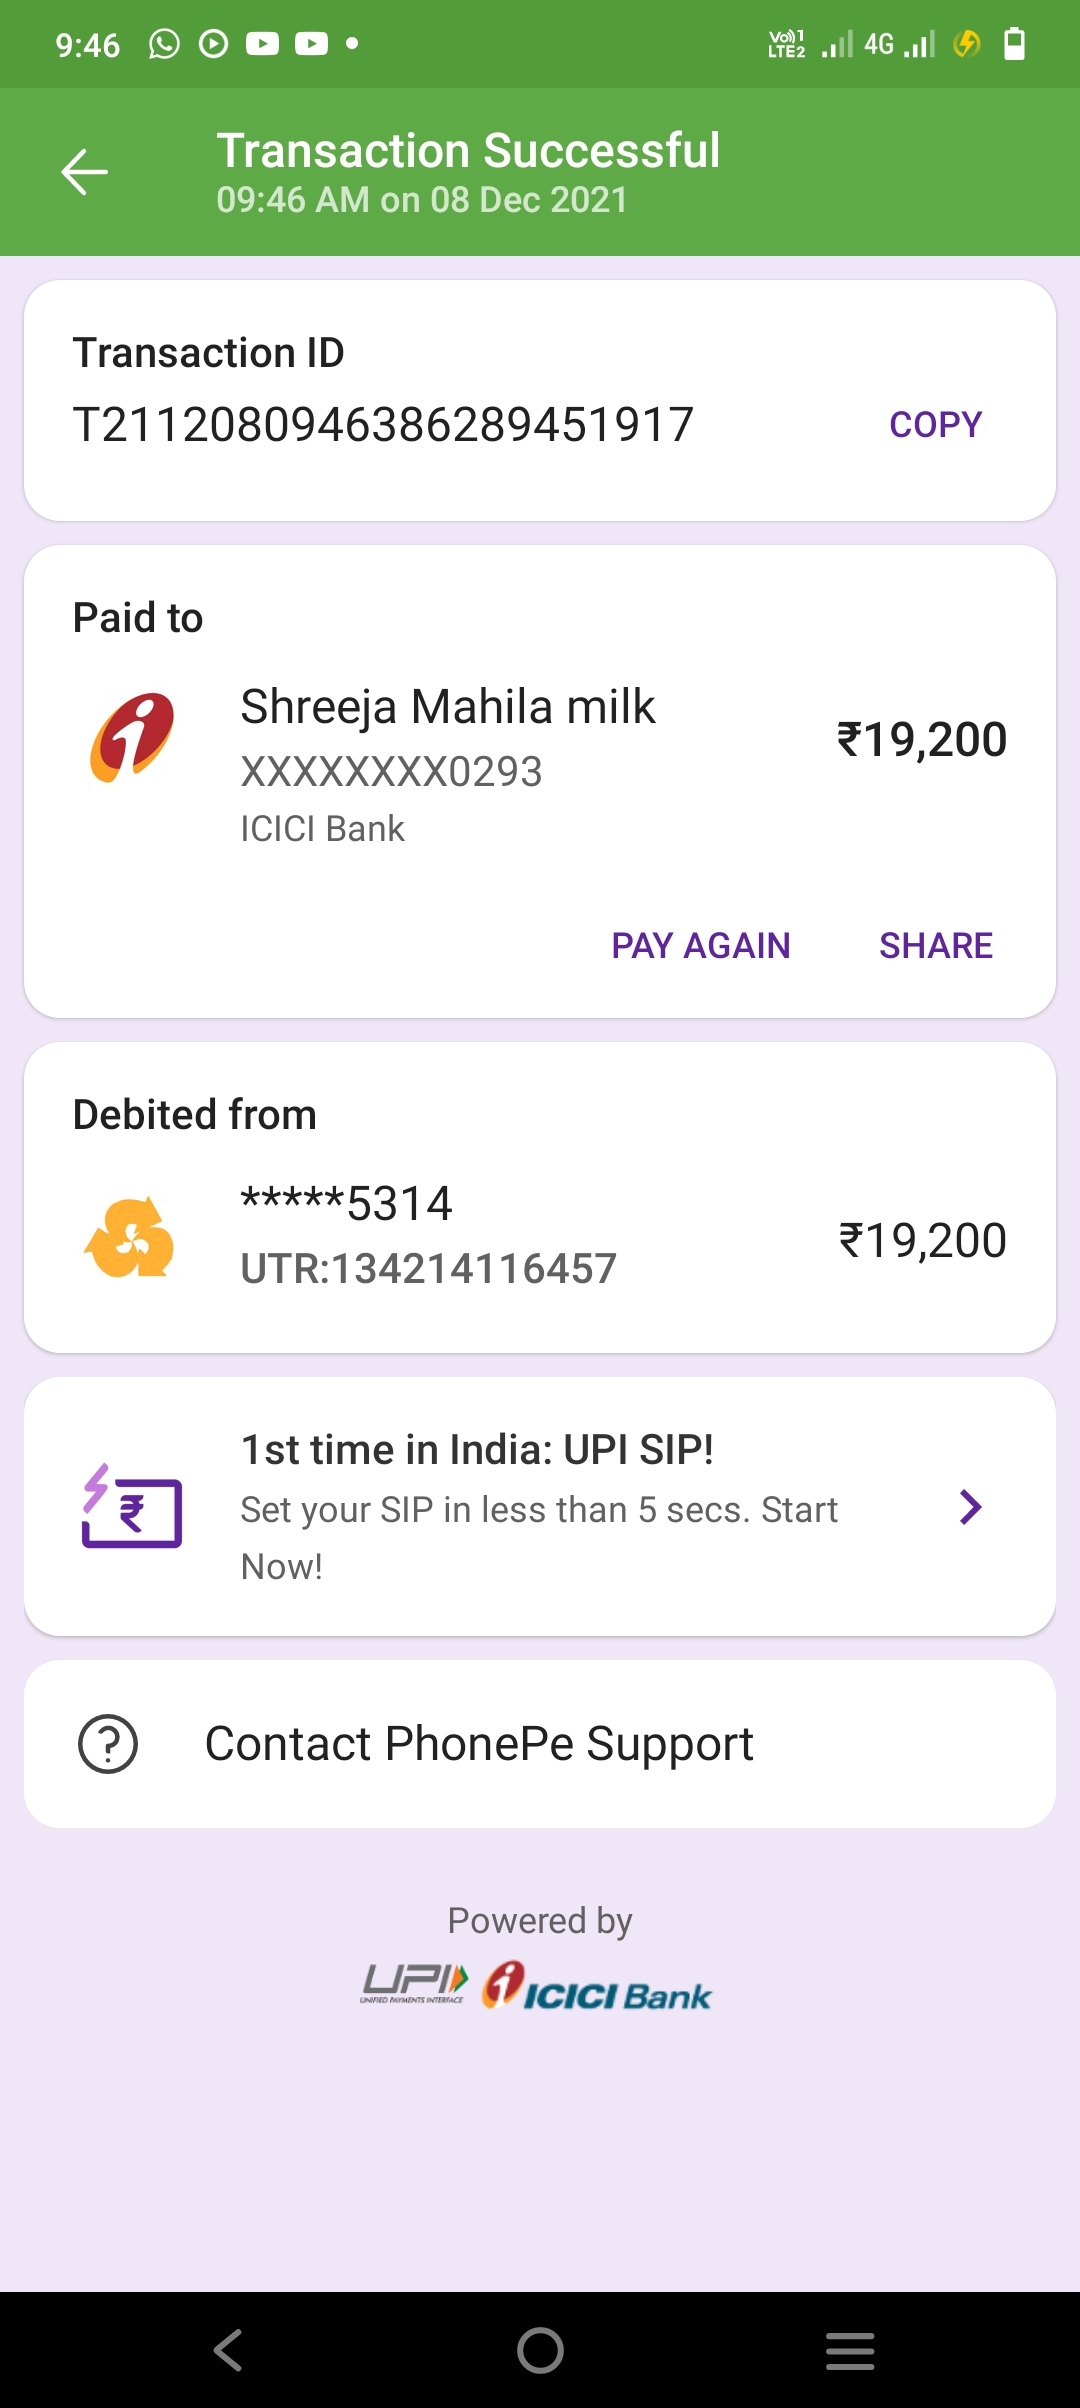 9:46
Vo)) 1
LTE2
4G
Transaction Successful
09:46 AM on 08 Dec 2021
Transaction ID
T2112080946386289451917
COPY
Paid to
Shreeja Mahila milk
₹19,200
XXXXXXXX0293
ICICI Bank
PAY AGAIN
SHARE
Debited from
*****5314
₹19,200
UTR:134214116457
1st time in India: UPI SIP!
Set your SIP in less than 5 secs. Start
Now!
Contact PhonePe Support
Powered by
UPI
UNIFIED PAYMENTS INTERFACE
ICICI Bank